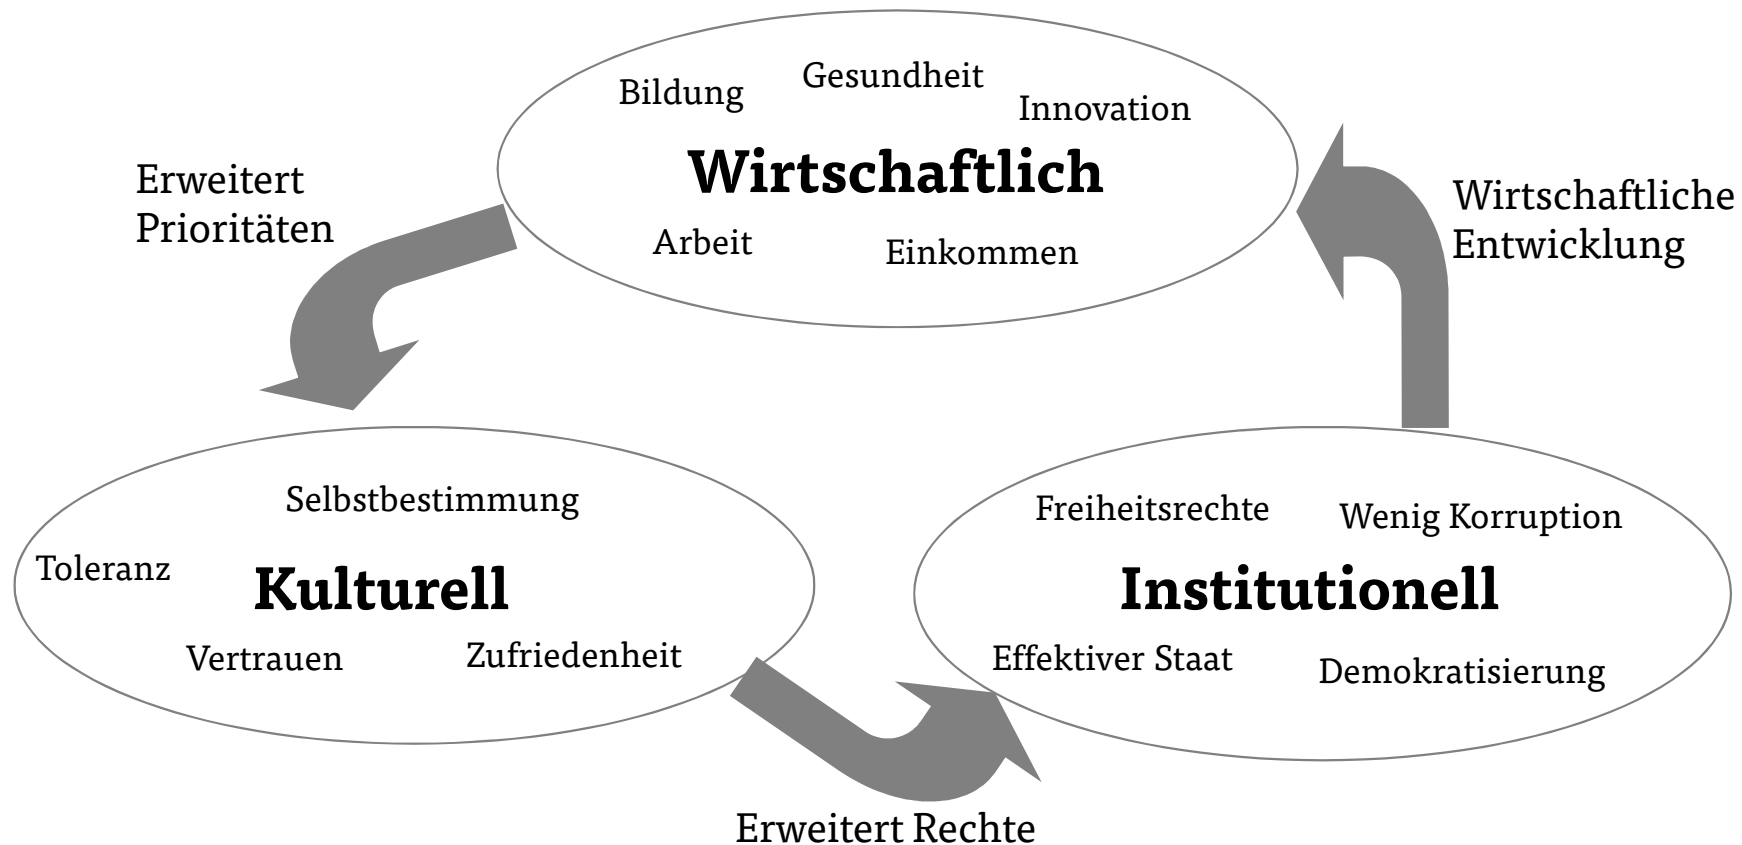 Bildung
Gesundheit
Innovation
Wirtschaftlich
Arbeit
Einkommen
Erweitert
Prioritäten
Wirtschaftliche
Entwicklung
Selbstbestimmung
Toleranz
Kulturell
Vertrauen
Zufriedenheit
Freiheitsrechte
Wenig Korruption
Institutionell
Effektiver Staat
Demokratisierung
Erweitert Rechte